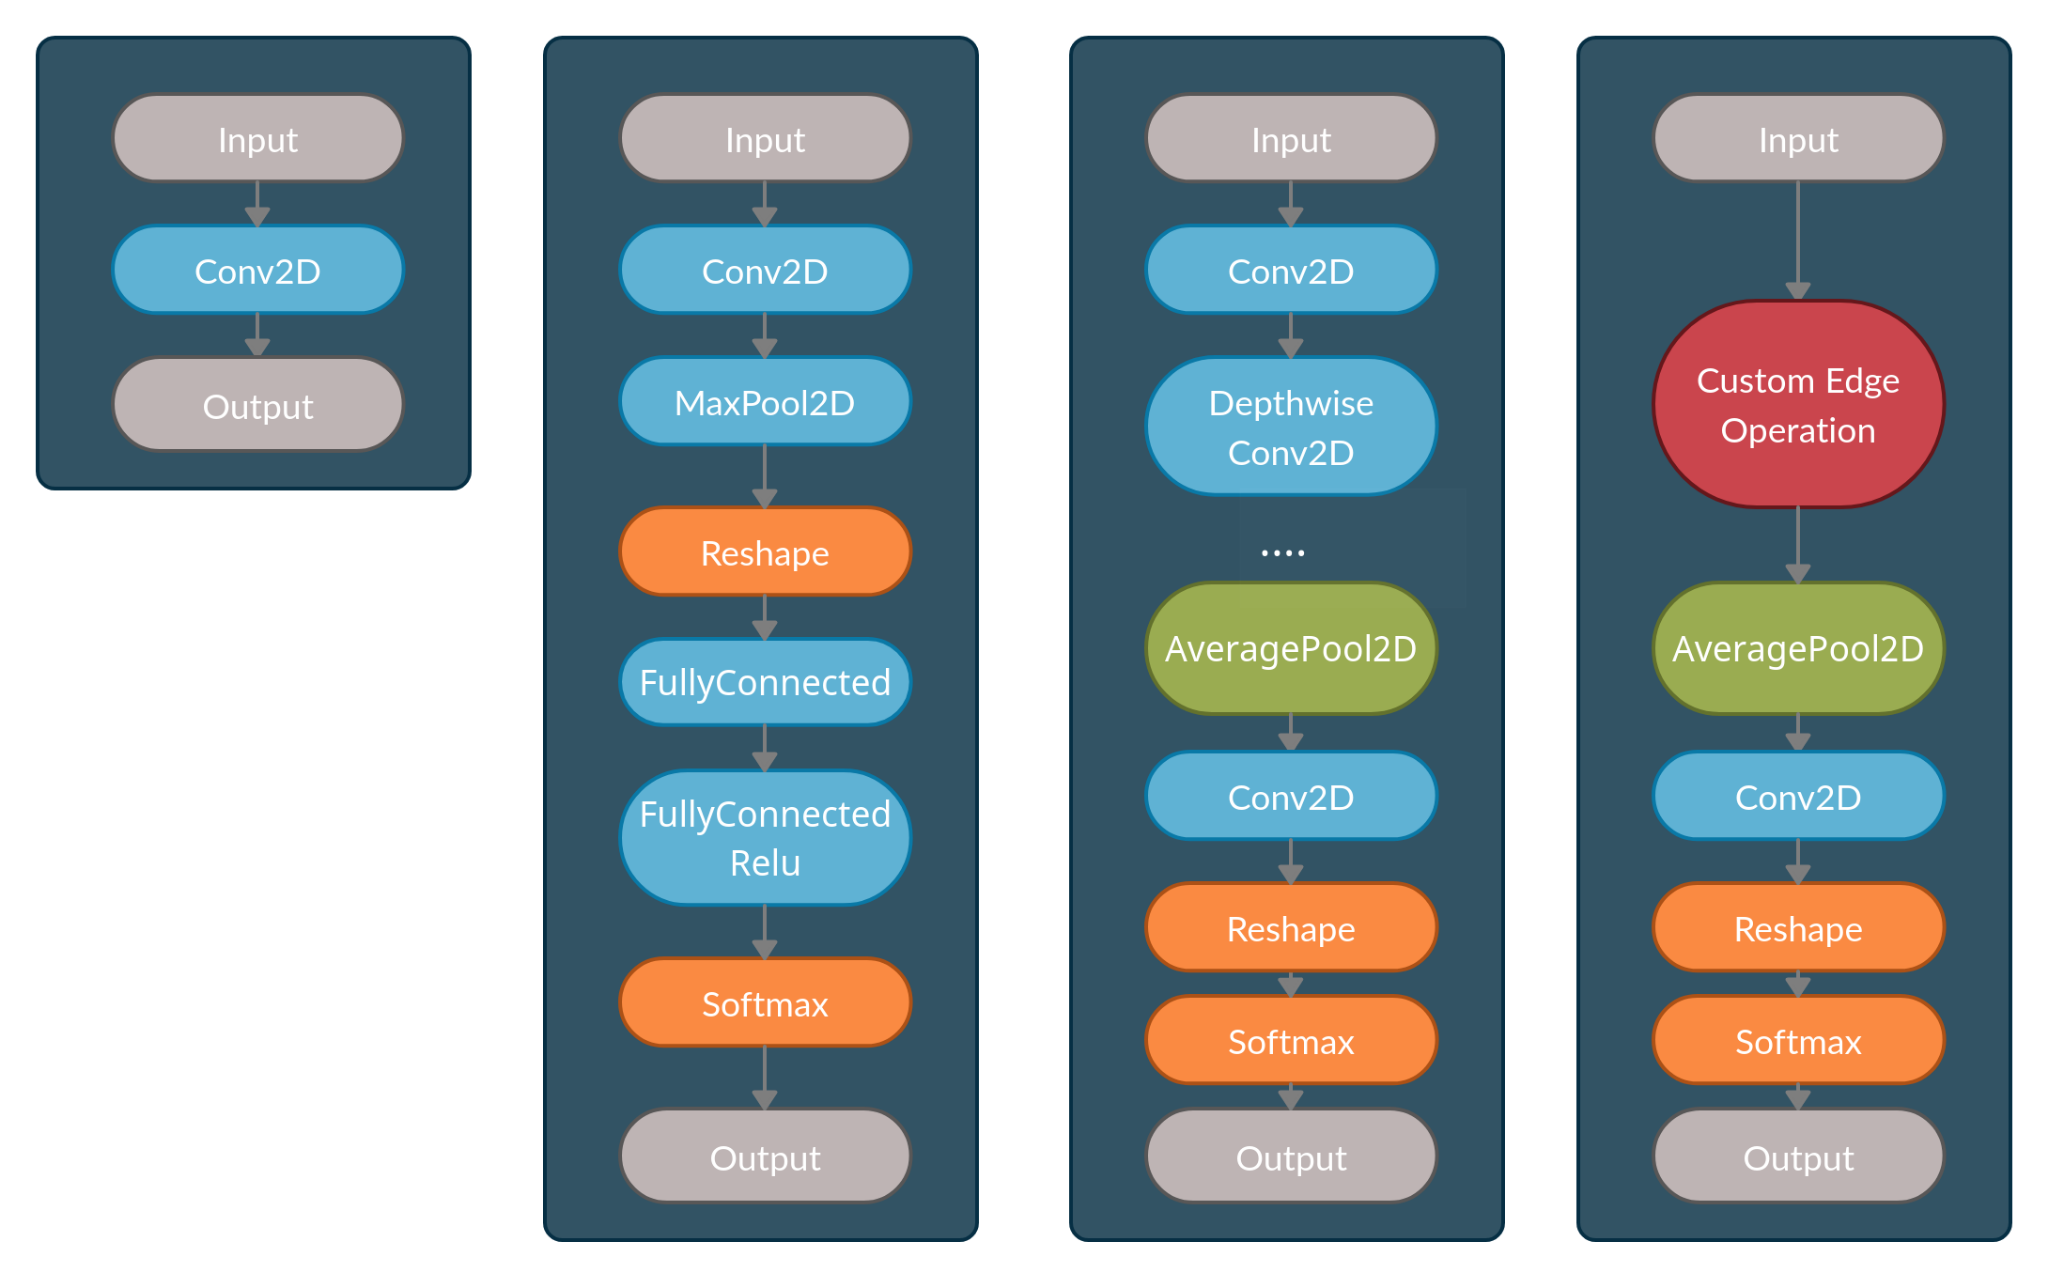 Input
Conv2D
Output
Input
Conv2D
MaxPool2D
Reshape
FullyConnected
FullyConnected
Relu
Softmax
Output
Input
Conv2D
Depthwise
Conv2D
....
AveragePool2D
Conv2D
Reshape
Softmax
Output
Input
Custom Edge
Operation
AveragePool2D
Conv2D
Reshape
Softmax
Output